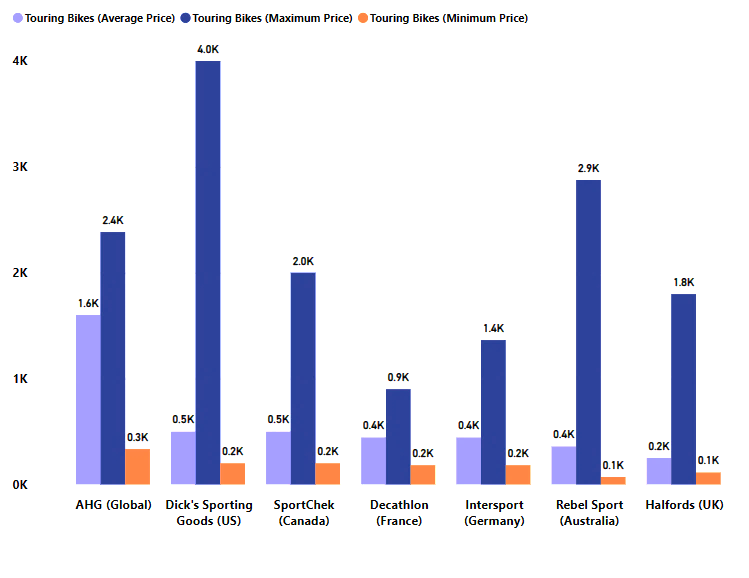 Touring Bikes (Average Price) Touring Bikes (Maximum Price) Touring Bikes (Minimum Price)
4K
3K
2K
1K
0K
1.6K 2.4K 0.3K
0.5K 4.0K 0.2K
0.5K 2.0K 0.2K
0.4K 0.9K 0.2K
0.4K 1.4K 0.2K
0.4K 2.9K 0.1K
0.2K 1.8K 0.1K
AHG (Global)
Dick's Sporting
Goods (US)
SportChek
(Canada)
Decathlon
(France)
Intersport
(Germany)
Rebel Sport
(Australia)
Halfords (UK)